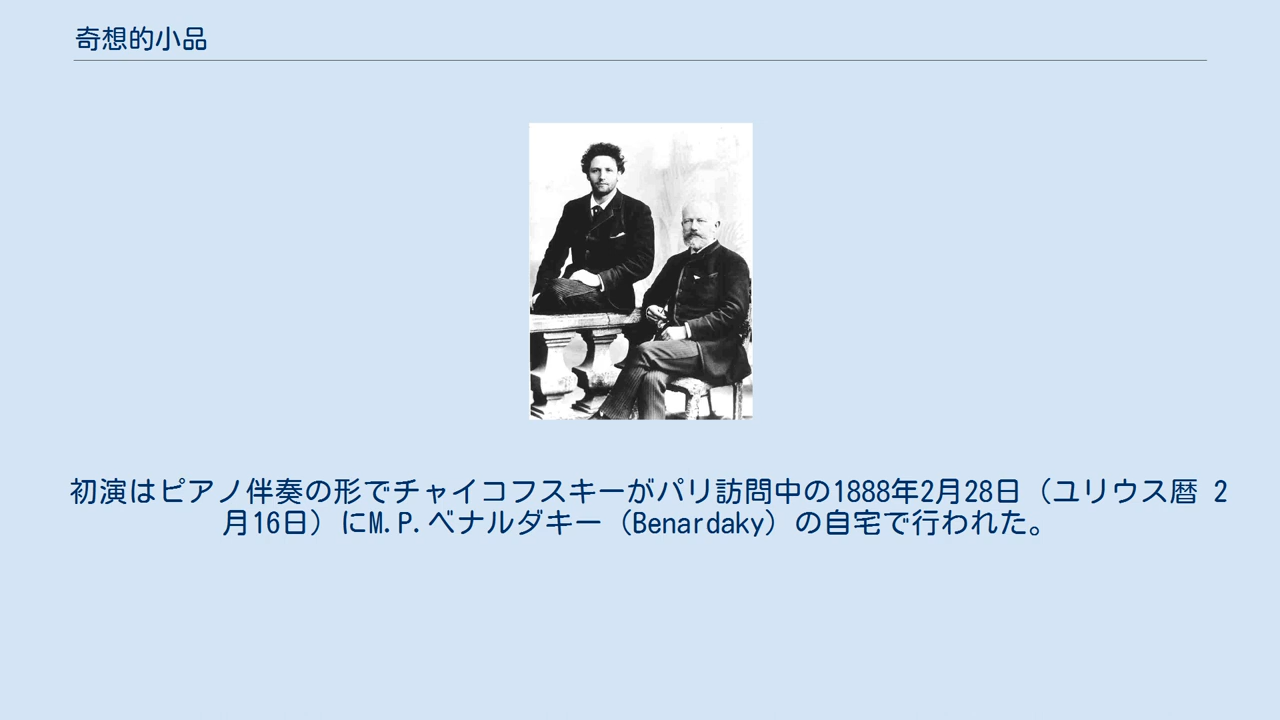 奇想的小品
初演はピアノ伴奏の形でチャイコフスキーがパリ訪問中の1888年2月28日（ユリウス暦 2
月16日）にM.P.ベナルダキー（Benardaky）の自宅で行われた。